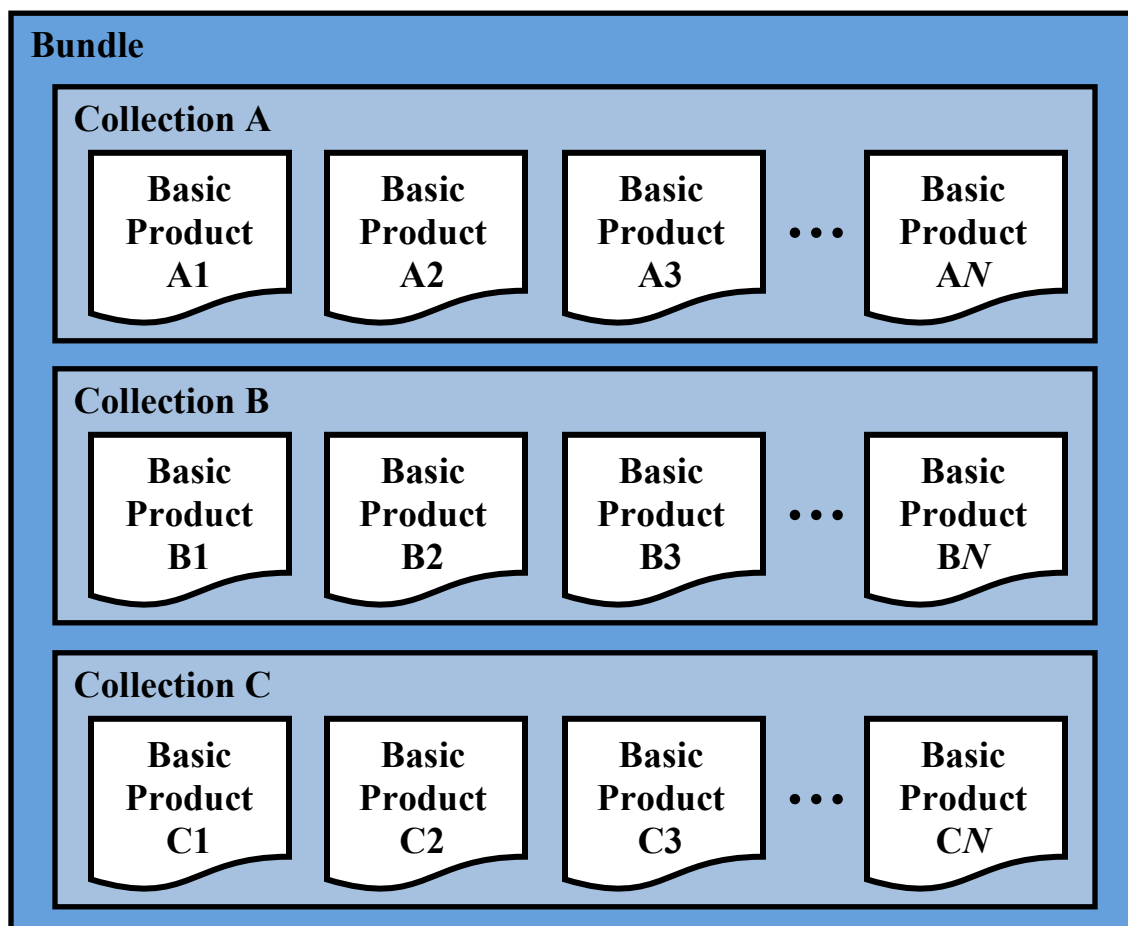 Bundle
Collection A
Basic
Product
A1
Basic
Product
A2
Basic
Product
A3
•••
Basic
Product
AN
Collection B
Basic
Product
B1
Basic
Product
B2
Basic
Product
B3
•••
Basic
Product
BN
Collection C
Basic
Product
C1
Basic
Product
C2
Basic
Product
C3
•••
Basic
Product
CN